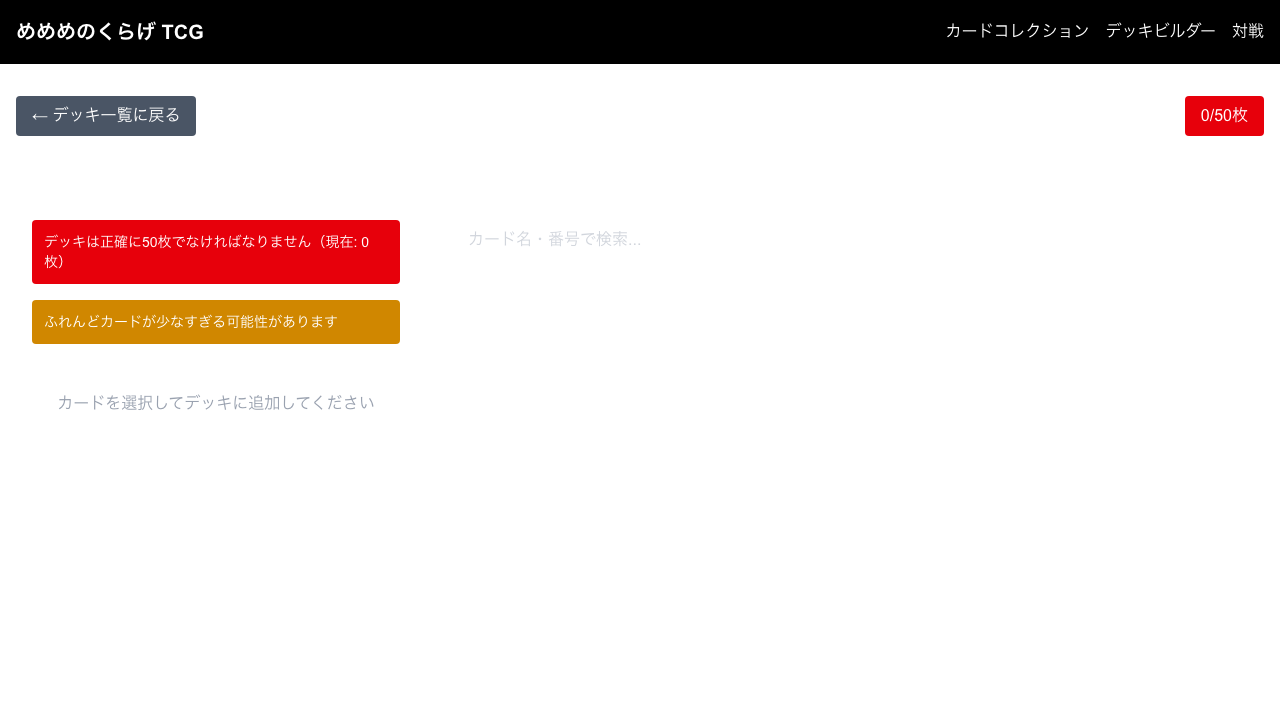 めめめのくらげ TCG
カードコレクション デッキビルダー 対戦
← デッキ一覧に戻る
0/50枚
デッキは正確に50枚でなければなりません（現在: 0
枚）
カード名・番号で検索...
ふれんどカードが少なすぎる可能性があります
カードを選択してデッキに追加してください